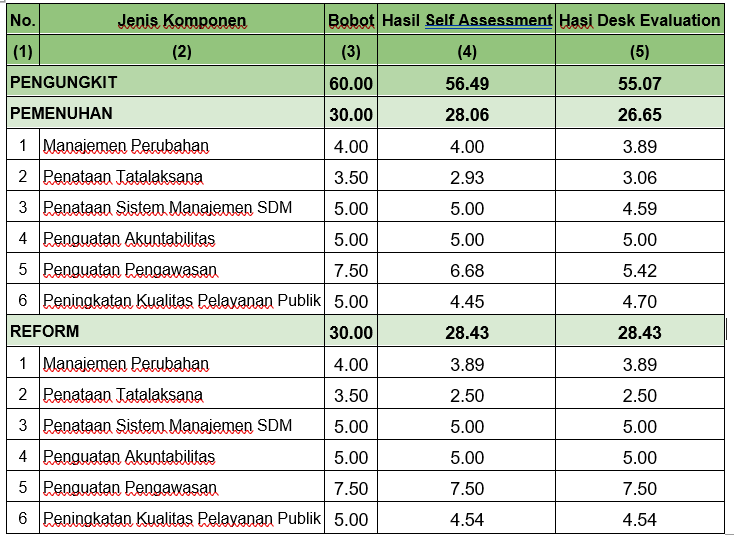 No. Jenis Komponen Bobot Hasil Self Assessment Hasi Desk Evaluation
(1) (2) (3) (4) (5)
PENGUNGKIT 60.00 56.49 55.07
PEMENUHAN 30.00 28.06 26.65
1 Manajemen Perubahan 4.00 4.00 3.89
2 Penataan Tatalaksana 3.50 2.93 3.06
3 Penataan Sistem Manajemen SDM 5.00 5.00 4.59
4 Penguatan Akuntabilitas 5.00 5.00 5.00
5 Penguatan Pengawasan 7.50 6.68 5.42
6 Peningkatan Kualitas Pelayanan Publik 5.00 4.45 4.70
REFORM 30.00 28.43 28.43
1 Manajemen Perubahan 4.00 3.89 3.89
2 Penataan Tatalaksana 3.50 2.50 2.50
3 Penataan Sistem Manajemen SDM 5.00 5.00 5.00
4 Penguatan Akuntabilitas 5.00 5.00 5.00
5 Penguatan Pengawasan 7.50 7.50 7.50
6 Peningkatan Kualitas Pelayanan Publik 5.00 4.54 4.54